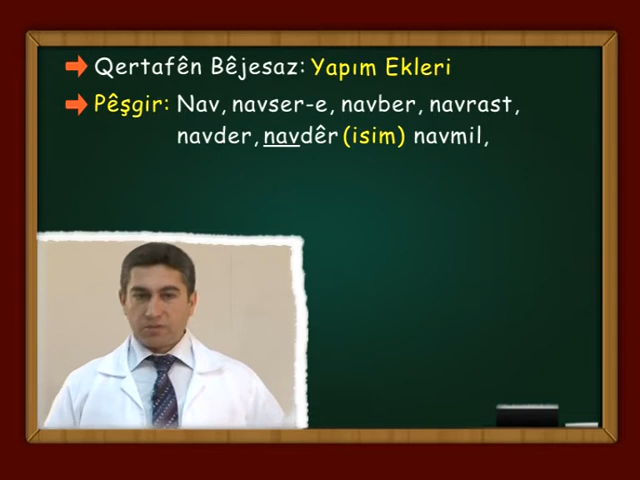 Qertafên Bêjesaz: Yapım Ekleri
Pêşgir: Nav, navser-e, navber, navrast,
navder, navdêr (isim) navmil,